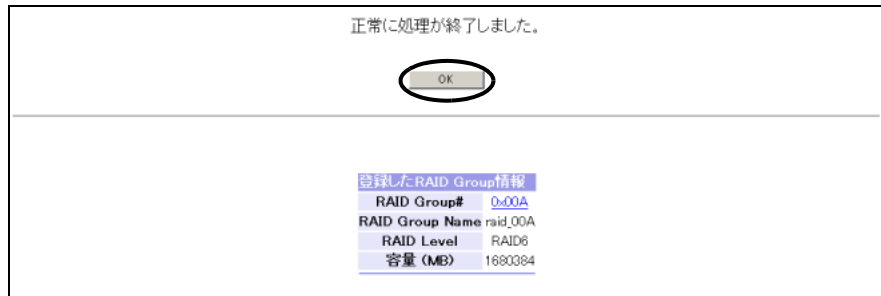 正常に処理が終了しました。
OK
登録したRAID Group情報
RAID Group# 0x00A
RAID Group Name raid_00A
RAID Level RAID6
容量 (MB) 1680384